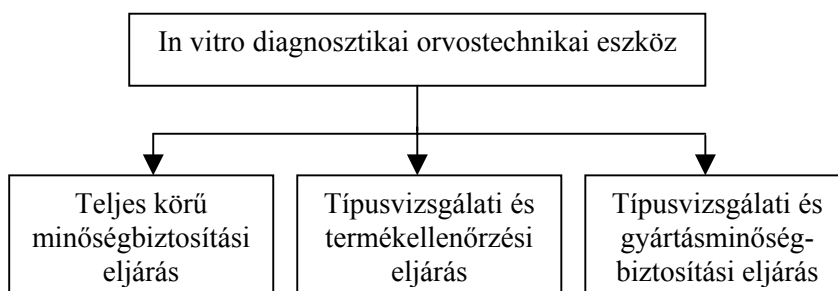 In vitro diagnosztikai orvostechnikai eszköz
Teljes körű
minőségbiztosítási
eljárás
Típusvizsgálati és
termékellenőrzési
eljárás
Típusvizsgálati és
gyártásminőség-
biztosítási eljárás